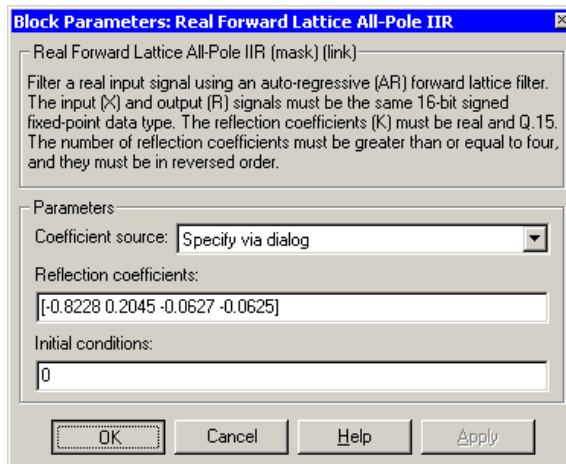 Block Parameters: Real Forward Lattice All-Pole IIR
Real Forward Lattice All-Pole IIR (mask) (link)
Filter a real input signal using an auto-regressive (AR) forward lattice filter.
The input (X) and output (R) signals must be the same 16-bit signed
fixed-point data type. The reflection coefficients (K) must be real and Q.15.
The number of reflection coefficients must be greater than or equal to four,
and they must be in reversed order.
Parameters
Coefficient source: Specify via dialog
Reflection coefficients:
[-0.8228 0.2045 -0.0627 -0.0625]
Initial conditions:
0
OK Cancel Help Apply